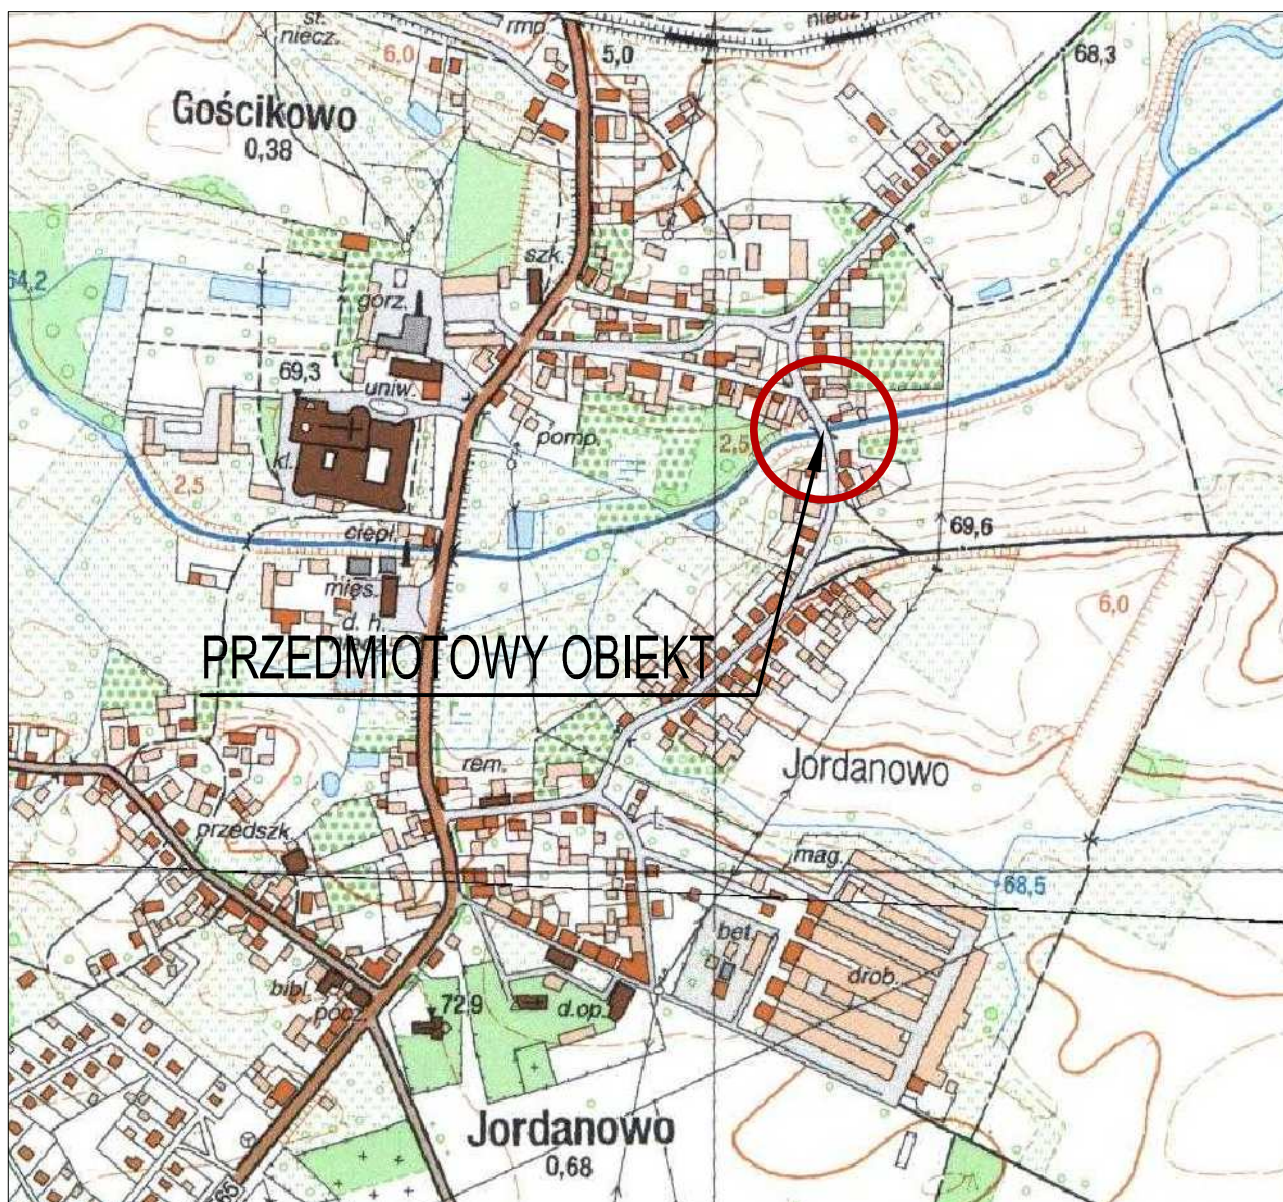 st.
niecz.
rmp.
niecz
6,0
5,0
68,3
Gościkowo
0,38
szk.
64,2
gorz.
69,3
uniw.
pomp.
2,5
kl.
2,5
69,6
ciepl.
mięs.
6,0
d. h.
PRZEDMIOTOWY OBIEKT
Jordanowo
rem.
przedszk.
mag.
68,5
bet.
drob.
bibl.
pocz.
72,9
d.op.
Jordanowo
0,68
65